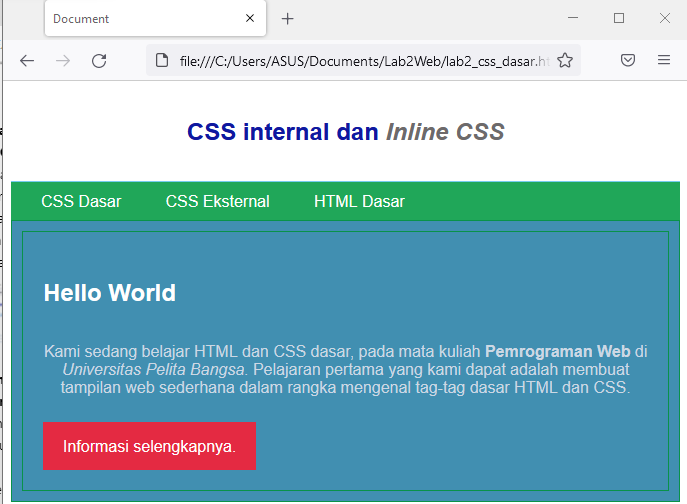 Document
file:///C:/Users/ASUS/Documents/Lab2Web/lab2_css_dasar.ht
CSS internal dan Inline CSS
CSS Dasar CSS Eksternal HTML Dasar
Hello World
Kami sedang belajar HTML dan CSS dasar, pada mata kuliah Pemrograman Web di
Universitas Pelita Bangsa. Pelajaran pertama yang kami dapat adalah membuat
tampilan web sederhana dalam rangka mengenal tag-tag dasar HTML dan CSS.
Informasi selengkapnya.